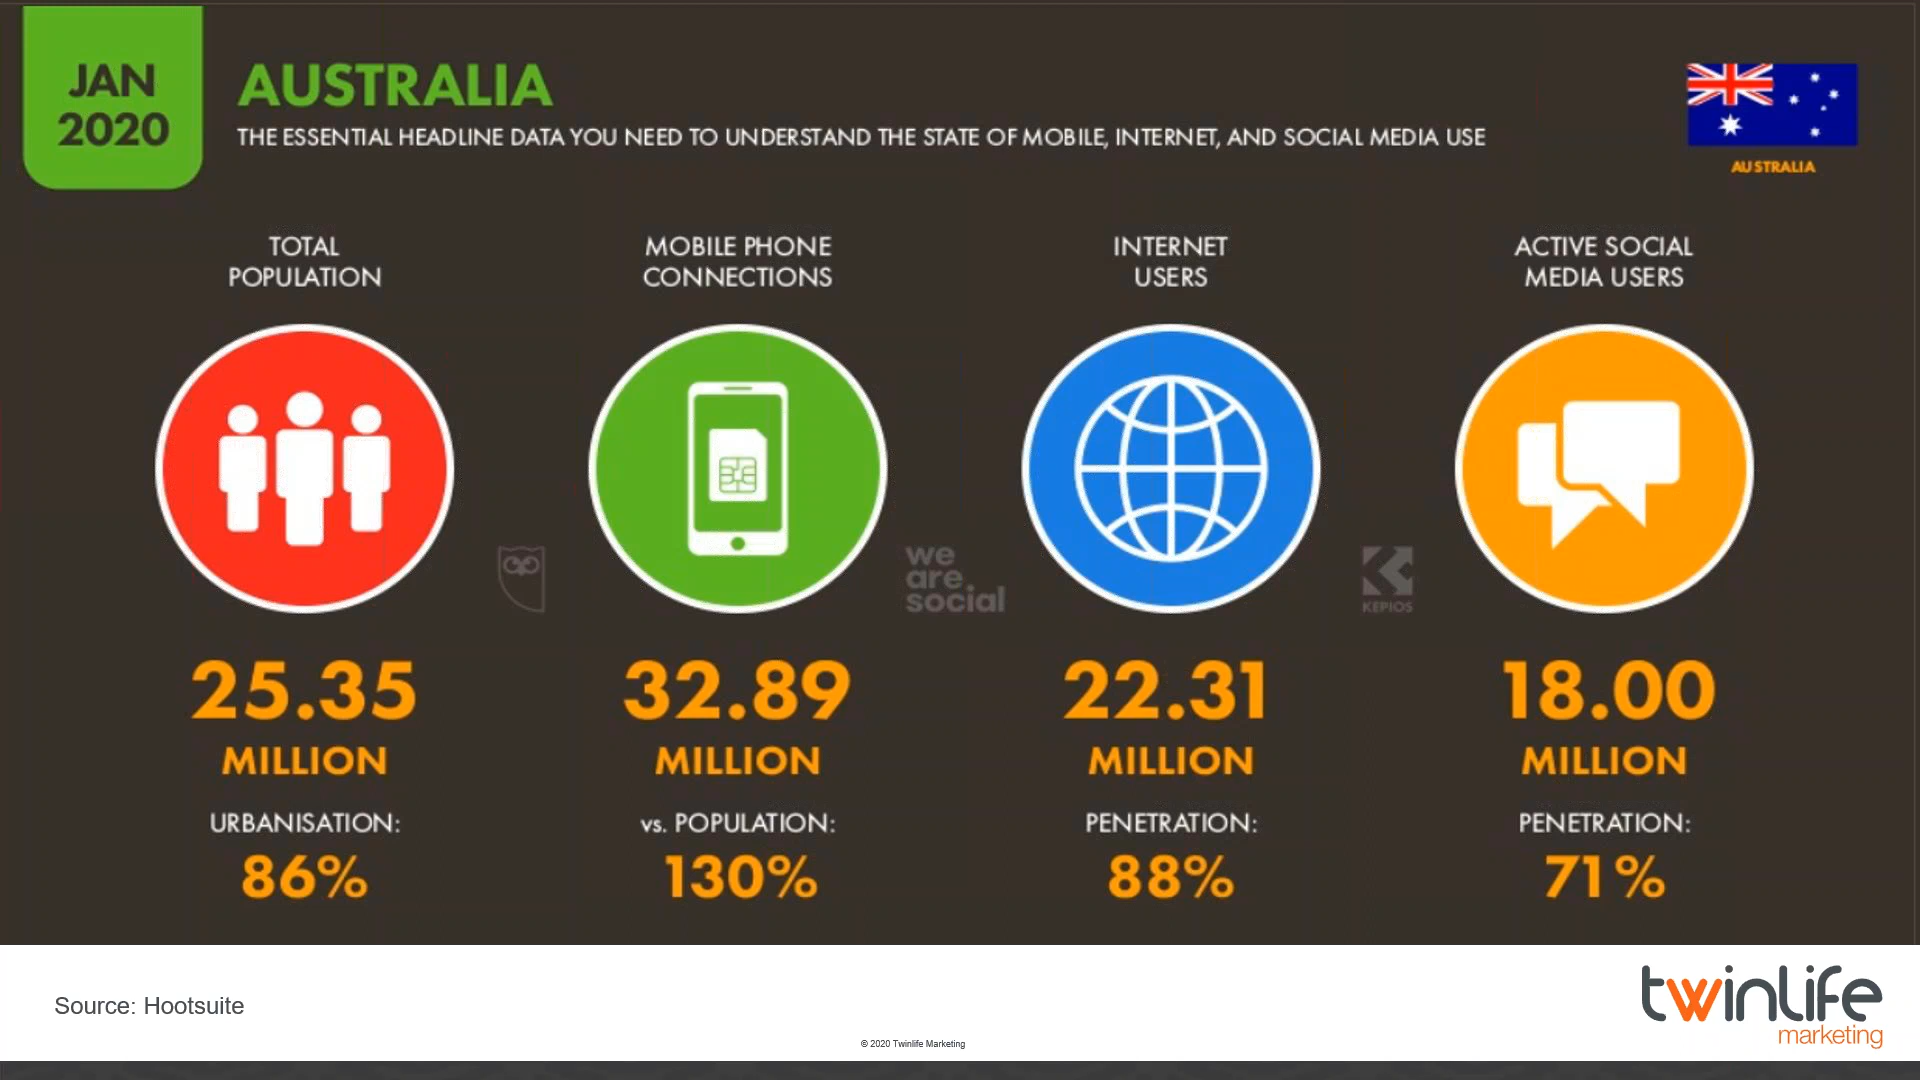 JAN
2020
AUSTRALIA
THE ESSENTIAL HEADLINE DATA YOU NEED TO UNDERSTAND THE STATE OF MOBILE, INTERNET, AND SOCIAL MEDIA USE
AUSTRALIA
TOTAL
POPULATION
MOBILE PHONE
CONNECTIONS
INTERNET
USERS
ACTIVE SOCIAL
MEDIA USERS
we
are
social
KEPIOS
25.35
MILLION
URBANISATION:
86%
32.89
MILLION
vs. POPULATION:
130%
22.31
MILLION
PENETRATION:
88%
18.00
MILLION
PENETRATION:
71%
Source: Hootsuite
© 2020 Twinlife Marketing
twinlife
marketing